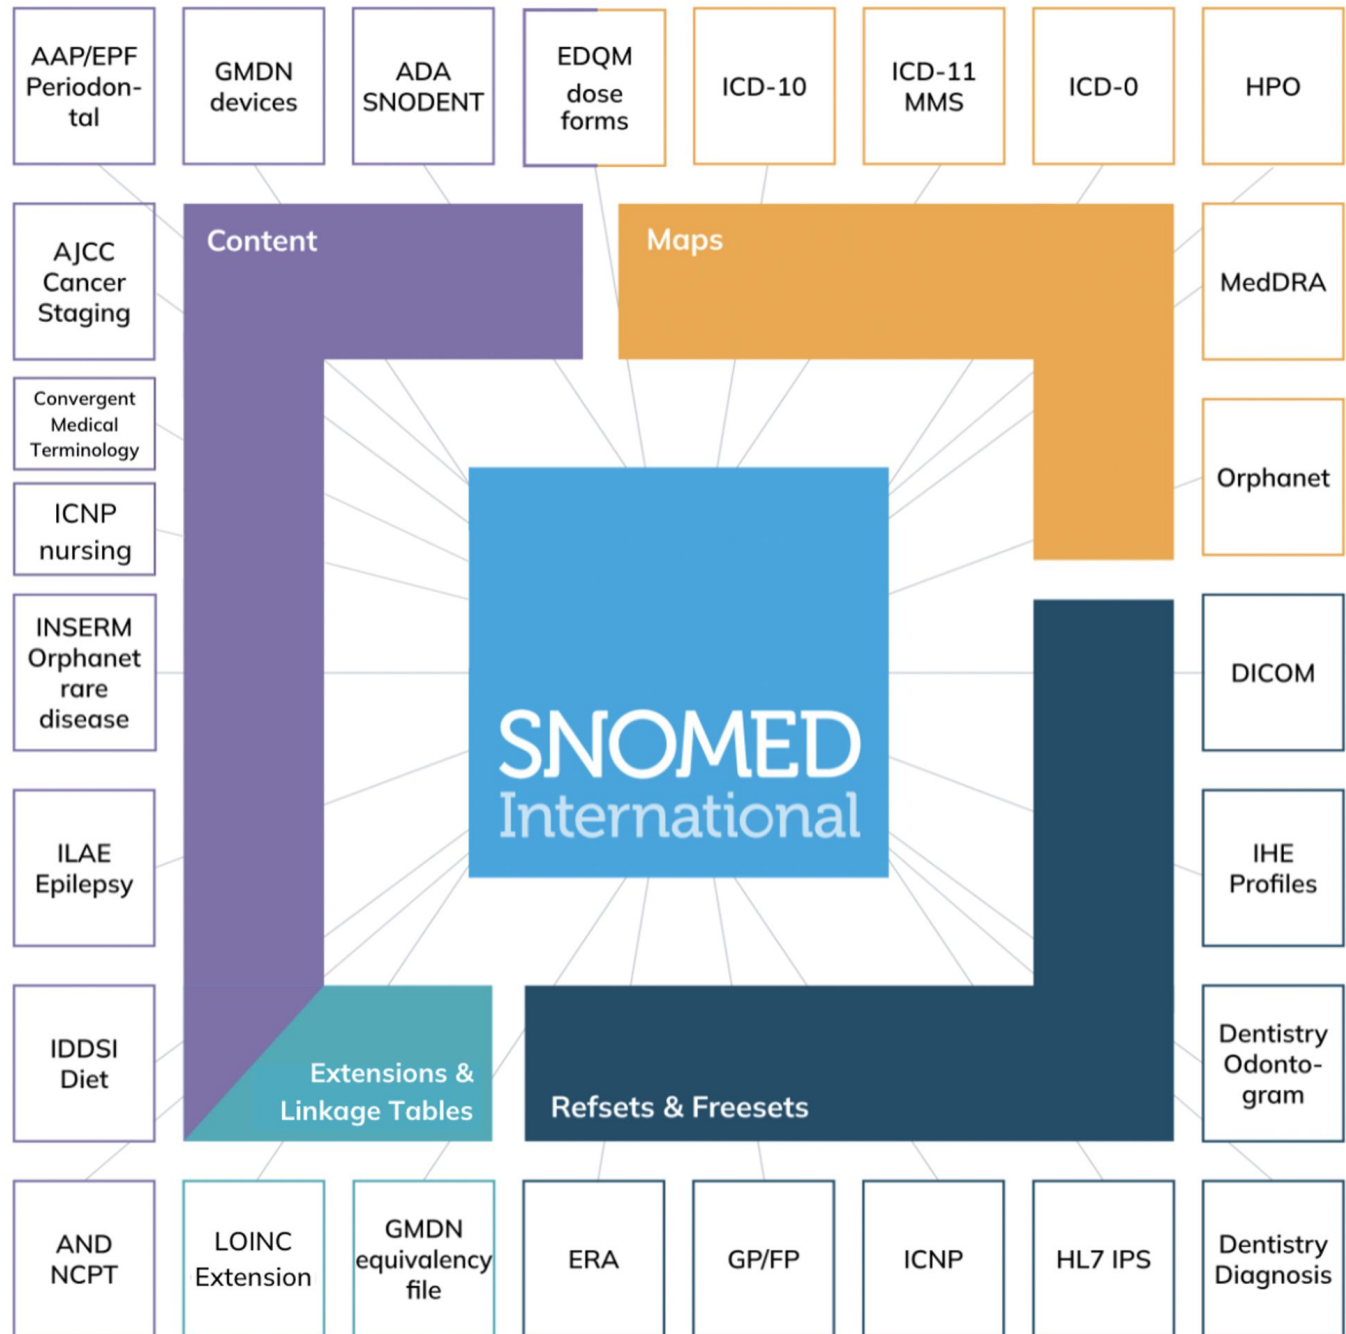 AAP/EPF
Periodon-
tal
GMDN
devices
ADA
SNODENT
EDQM
dose
forms
ICD-10
ICD-11
MMS
ICD-0
HPO
Content
Maps
AJCC
Cancer
Staging
MedDRA
Convergent
Medical
Terminology
Orphanet
ICNP
nursing
INSERM
Orphanet
rare
disease
DICOM
SNOMED
International
ILAE
Epilepsy
IHE
Profiles
IDDSI
Diet
Extensions &
Linkage Tables
Refsets & Freesets
Dentistry
Odonto-
gram
AND
NCPT
LOINC
Extension
GMDN
equivalency
file
ERA
GP/FP
ICNP
HL7 IPS
Dentistry
Diagnosis